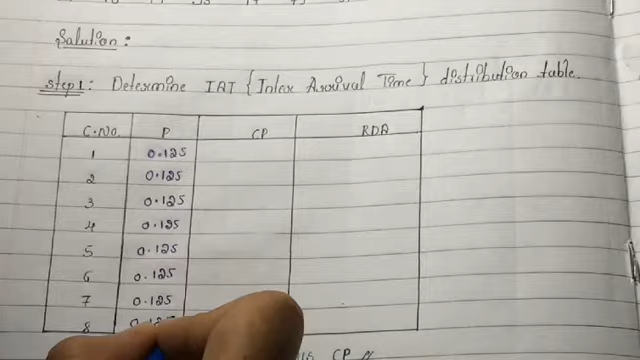 Solution:
Step1: Determine IAT {Inter Arrival Time} distribution table.
C.No. P CP RDA
1 0.125
2 0.125
3 0.125
4 0.125
5 0.125
6 0.125
7 0.125
8
CP